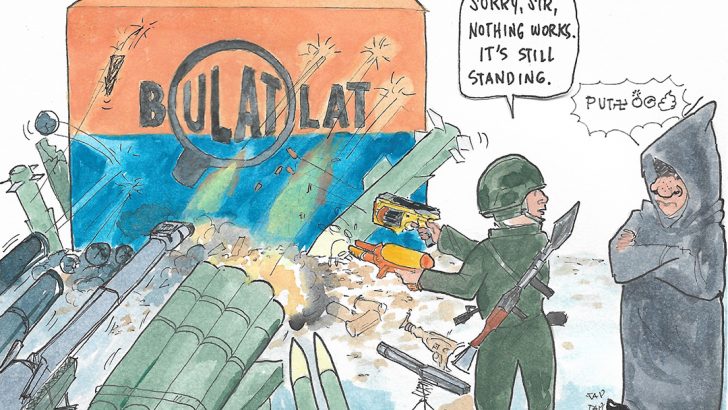 SORRY, SIR,
NOTHING WORKS.
IT'S STILL
STANDING.
BULATLAT